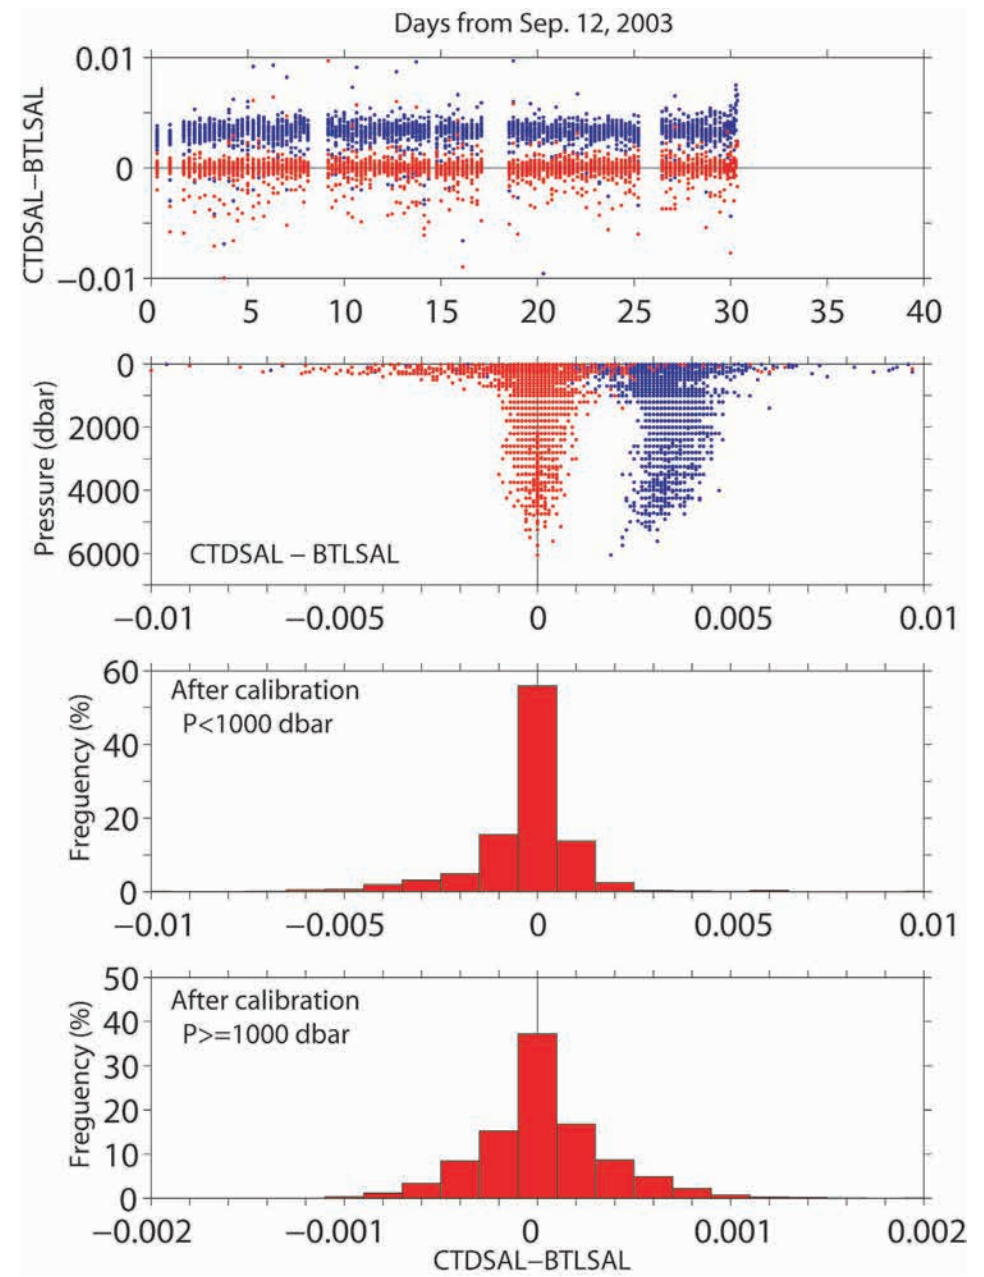 Days from Sep. 12, 2003
CTDSAL−BTLSAL
0.01
0
−0.01
0 5 10 15 20 25 30 35 40
Pressure (dbar)
0
2000
4000
6000
CTDSAL − BTLSAL
−0.01 −0.005 0 0.005 0.01
Freguency (%)
60
40
20
0
After calibration
P<1000 dbar
−0.01 −0.005 0 0.005 0.01
Freguency (%)
50
40
30
20
10
0
After calibration
P>=1000 dbar
−0.002 −0.001 0 0.001 0.002
CTDSAL−BTLSAL